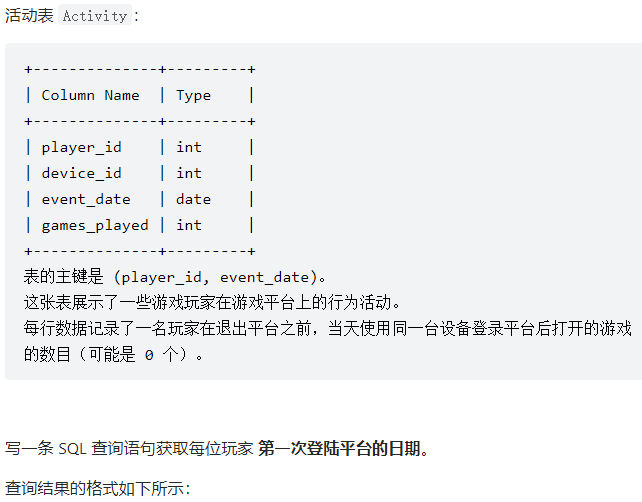 活动表 Activity：
+--------------+---------+
| Column Name  | Type    |
+--------------+---------+
| player_id    | int     |
| device_id    | int     |
| event_date   | date    |
| games_played | int     |
+--------------+---------+
表的主键是 (player_id, event_date)。
这张表展示了一些游戏玩家在游戏平台上的行为活动。
每行数据记录了一名玩家在退出平台之前，当天使用同一台设备登录平台后打开的游戏
的数目（可能是 0 个）。
写一条 SQL 查询语句获取每位玩家 第一次登陆平台的日期。
查询结果的格式如下所示：